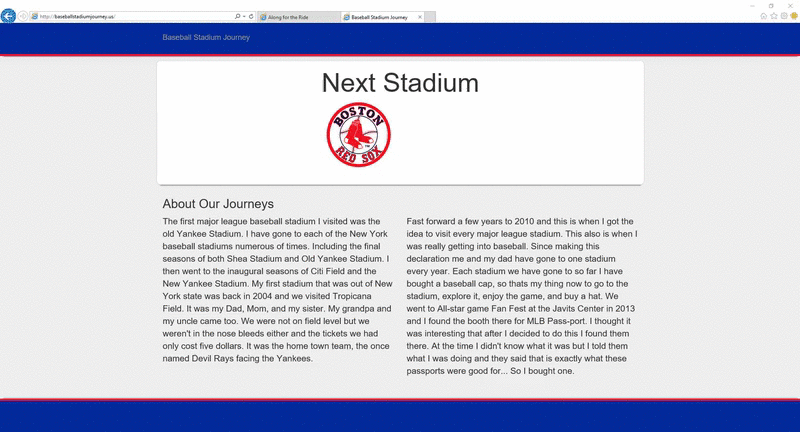 http://baseballstadiumjourney.us/
Along for the Ride
Baseball Stadium Journey
Baseball Stadium Journey
Next Stadium
BOSTON
RED SOX
About Our Journeys
The first major league baseball stadium I visited was the
old Yankee Stadium. I have gone to each of the New York
baseball stadiums numerous of times. Including the final
seasons of both Shea Stadium and Old Yankee Stadium. I
then went to the inaugural seasons of Citi Field and the
New Yankee Stadium. My first stadium that was out of New
York state was back in 2004 and we visited Tropicana
Field. It was my Dad, Mom, and my sister. My grandpa and
my uncle came too. We were not on field level but we
weren't in the nose bleeds either and the tickets we had
only cost five dollars. It was the home town team, the once
named Devil Rays facing the Yankees.
Fast forward a few years to 2010 and this is when I got the
idea to visit every major league stadium. This also is when I
was really getting into baseball. Since making this
declaration me and my dad have gone to one stadium
every year. Each stadium we have gone to so far I have
bought a baseball cap, so thats my thing now to go to the
stadium, explore it, enjoy the game, and buy a hat. We
went to All-star game Fan Fest at the Javits Center in 2013
and I found the booth there for MLB Pass-port. I thought it
was interesting that after I decided to do this I found them
there. At the time I didn't know what it was but I told them
what I was doing and they said that is exactly what these
passports were good for... So I bought one.